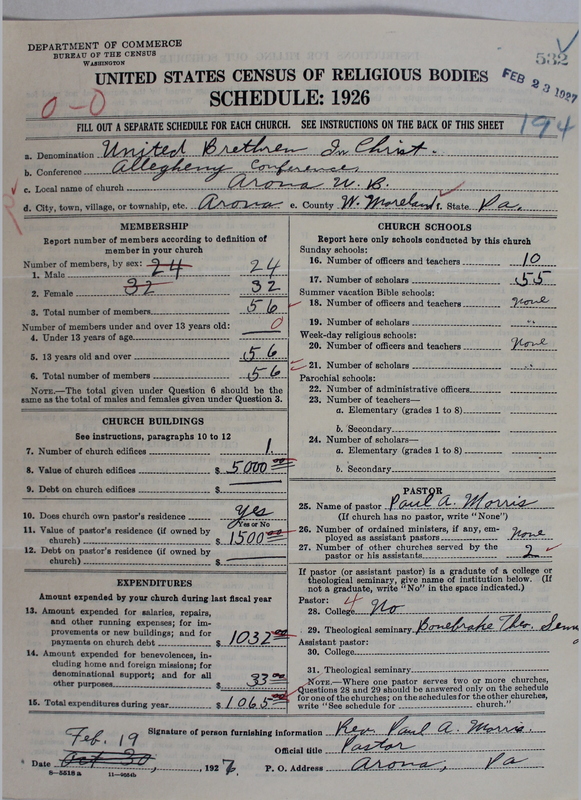 DEPARTMENT OF COMMERCE
BUREAU OF THE CENSUS
WASHINGTON
532
FEB 23 1927
UNITED STATES CENSUS OF RELIGIOUS BODIES
SCHEDULE: 1926
0-0
194
FILL OUT A SEPARATE SCHEDULE FOR EACH CHURCH. SEE INSTRUCTIONS ON THE BACK OF THIS SHEET
a. Denomination United Brethren In Christ.
b. Conference Allegheny Conference
c. Local name of church Arona U. B.
d. City, town, village, or township, etc. Arona e. County W. Moreland f. State Pa.
MEMBERSHIP
Report number of members according to definition of
member in your church
Number of members, by sex: 24
1. Male 24
2. Female 32 32
3. Total number of members 56
Number of members under and over 13 years old:
4. Under 13 years of age 0
5. 13 years old and over 56
6. Total number of members 56
NOTE.—The total given under Question 6 should be
same as the total of males and females given under Question 3.
CHURCH BUILDINGS
See instructions, paragraphs 10 to 12
7. Number of church edifices 1.
8. Value of church edifices $ 5000 00
9. Debt on church edifices $
10. Does church own pastor's residence yes
Yes or No
11. Value of pastor's residence (if owned by
church) $ 1500 00
12. Debt on pastor's residence (if owned by
church) $
EXPENDITURES
Amount expended by your church during last fiscal year
13. Amount expended for salaries, repairs,
and other running expenses; for im-
provements or new buildings; and for
payments on church debt $ 1032 00
14. Amount expended for benevolences, in-
cluding home and foreign missions; for
denominational support; and for all
other purposes $ 33 00
15. Total expenditures during year $ 1065 00
CHURCH SCHOOLS
Report here only schools conducted by this church
Sunday schools:
16. Number of officers and teachers 10
17. Number of scholars 55
Summer vacation Bible schools:
18. Number of officers and teachers none
19. Number of scholars "
Week-day religious schools:
20. Number of officers and teachers none
21. Number of scholars "
Parochial schools:
22. Number of administrative officers
23. Number of teachers—
a. Elementary (grades 1 to 8)
b. Secondary
24. Number of scholars—
a. Elementary (grades 1 to 8)
b. Secondary
PASTOR
25. Name of pastor Paul A. Morris
(If church has no pastor, write "None")
26. Number of ordained ministers, if any, em-
ployed as assistant pastors none
27. Number of other churches served by the
pastor or his assistants 2
If pastor (or assistant pastor) is a graduate of a college or
theological seminary, give name of institution below. (If
not a graduate, write "No" in the space indicated.)
Pastor: 4
28. College No
29. Theological seminary Bonebrake Theo. Sem
Assistant pastor:
30. College
31. Theological seminary
NOTE.—Where one pastor serves two or more churches,
Questions 28 and 29 should be answered only on the schedule
for one of the churches; on the schedules for the other churches,
write "See schedule for church."
Signature of person furnishing information Rev. Paul A. Morris.
Feb. 19
Official title Pastor
Date Oct 30, 1927. P. O. Address Arona, Pa
8—5518 a 11—9554b